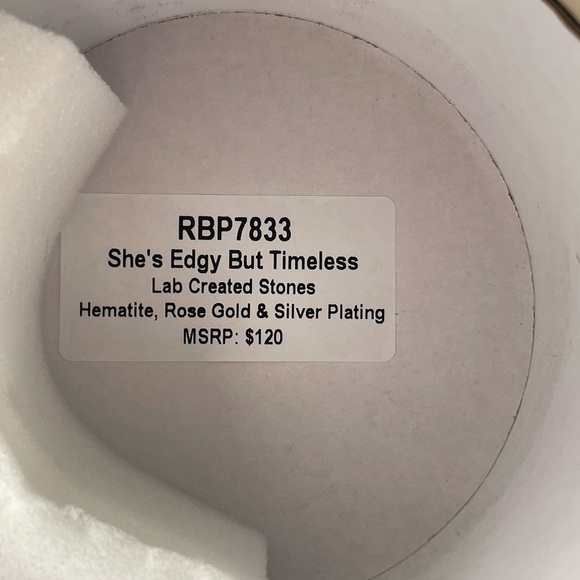 RBP7833
She's Edgy But Timeless
Lab Created Stones
Hematite, Rose Gold & Silver Plating
MSRP: $120